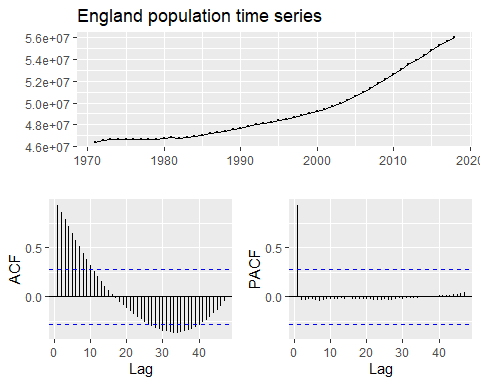 England population time series
5.6e+07
5.4e+07
5.2e+07
5.0e+07
4.8e+07
4.6e+07
1970 1980 1990 2000 2010 2020
ACF
0.5
0.0
0 10 20 30 40
Lag
PACF
0.5
0.0
0 10 20 30 40
Lag